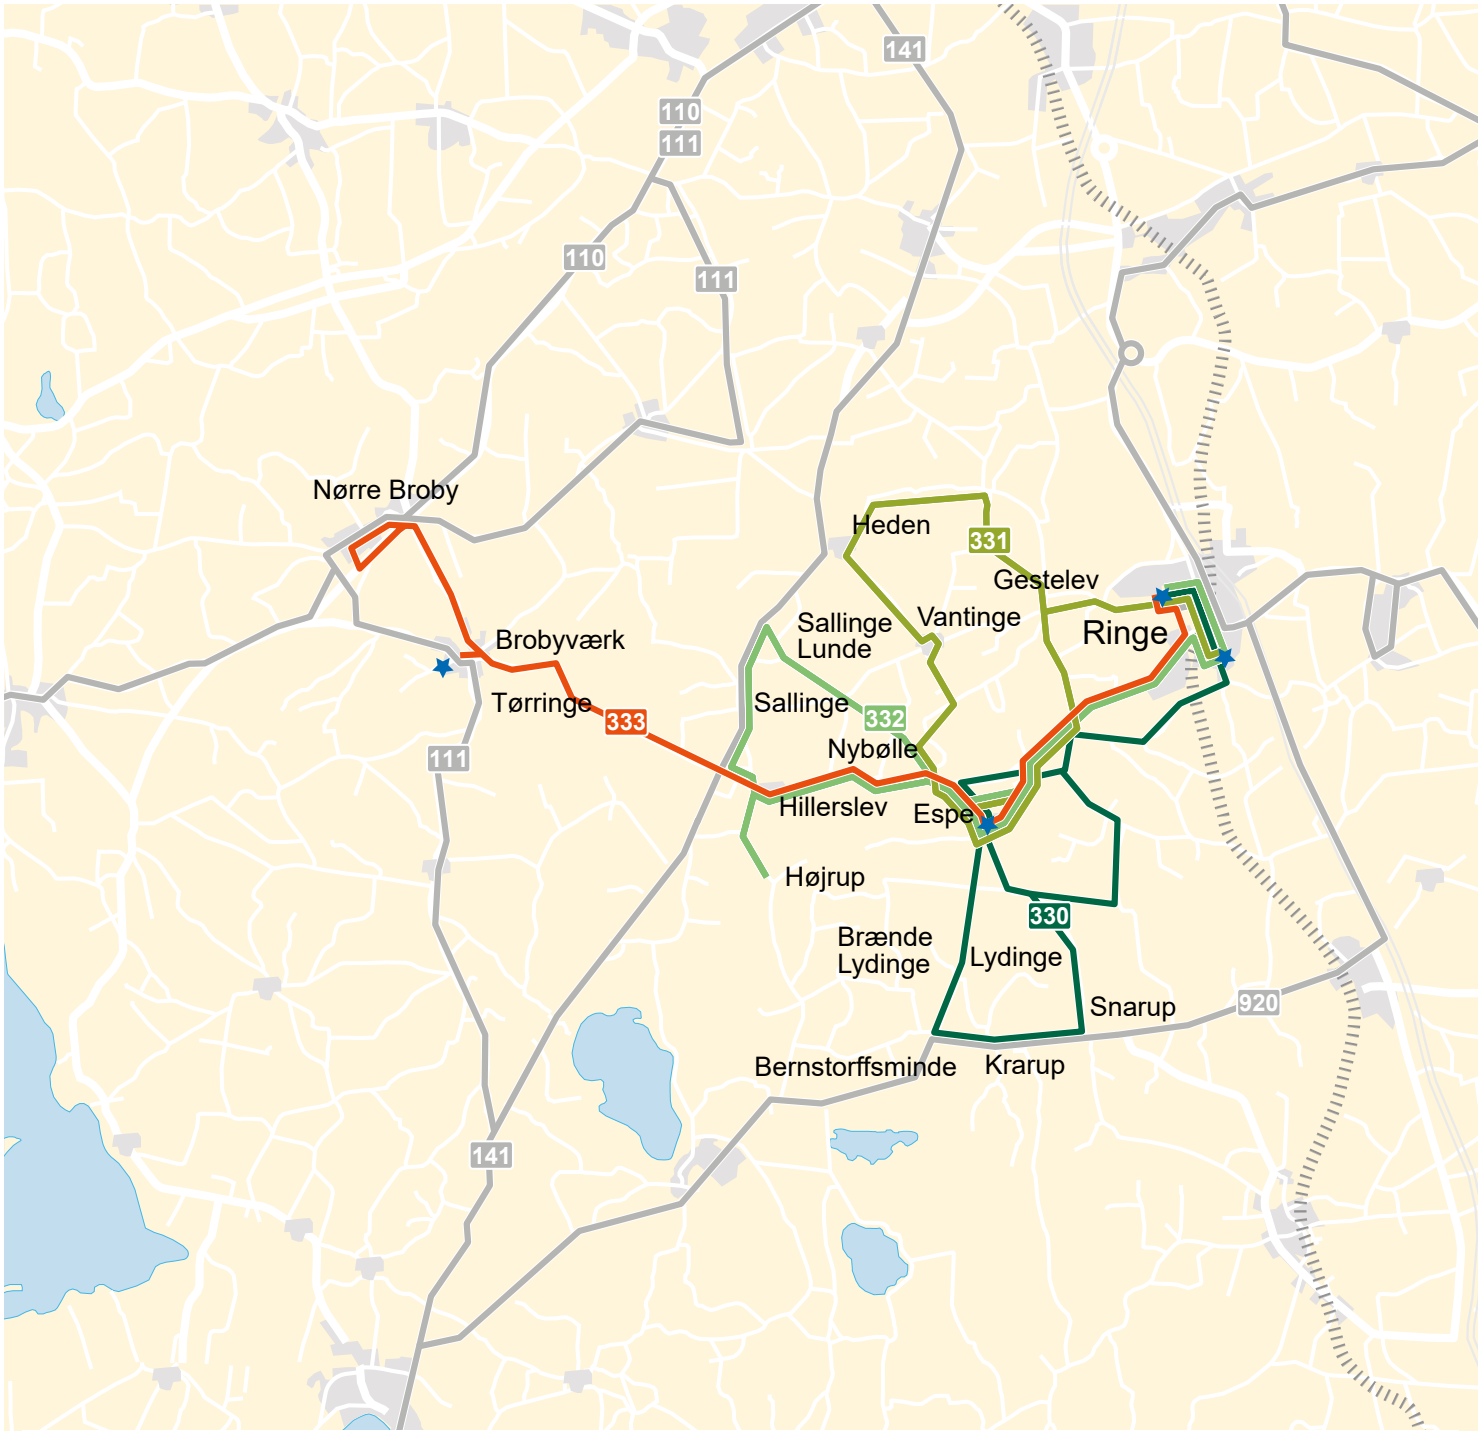 141
110
111
110
111
Nørre Broby
Heden
331
Gestelev
Vantinge
Sallinge
Lunde
Ringe
Brobyværk
Tørringe
333
Sallinge
332
Nybølle
111
Hillerslev
Espe
Højrup
330
Brænde
Lydinge
Lydinge
Snarup
920
Bernstorffsminde
Krarup
141